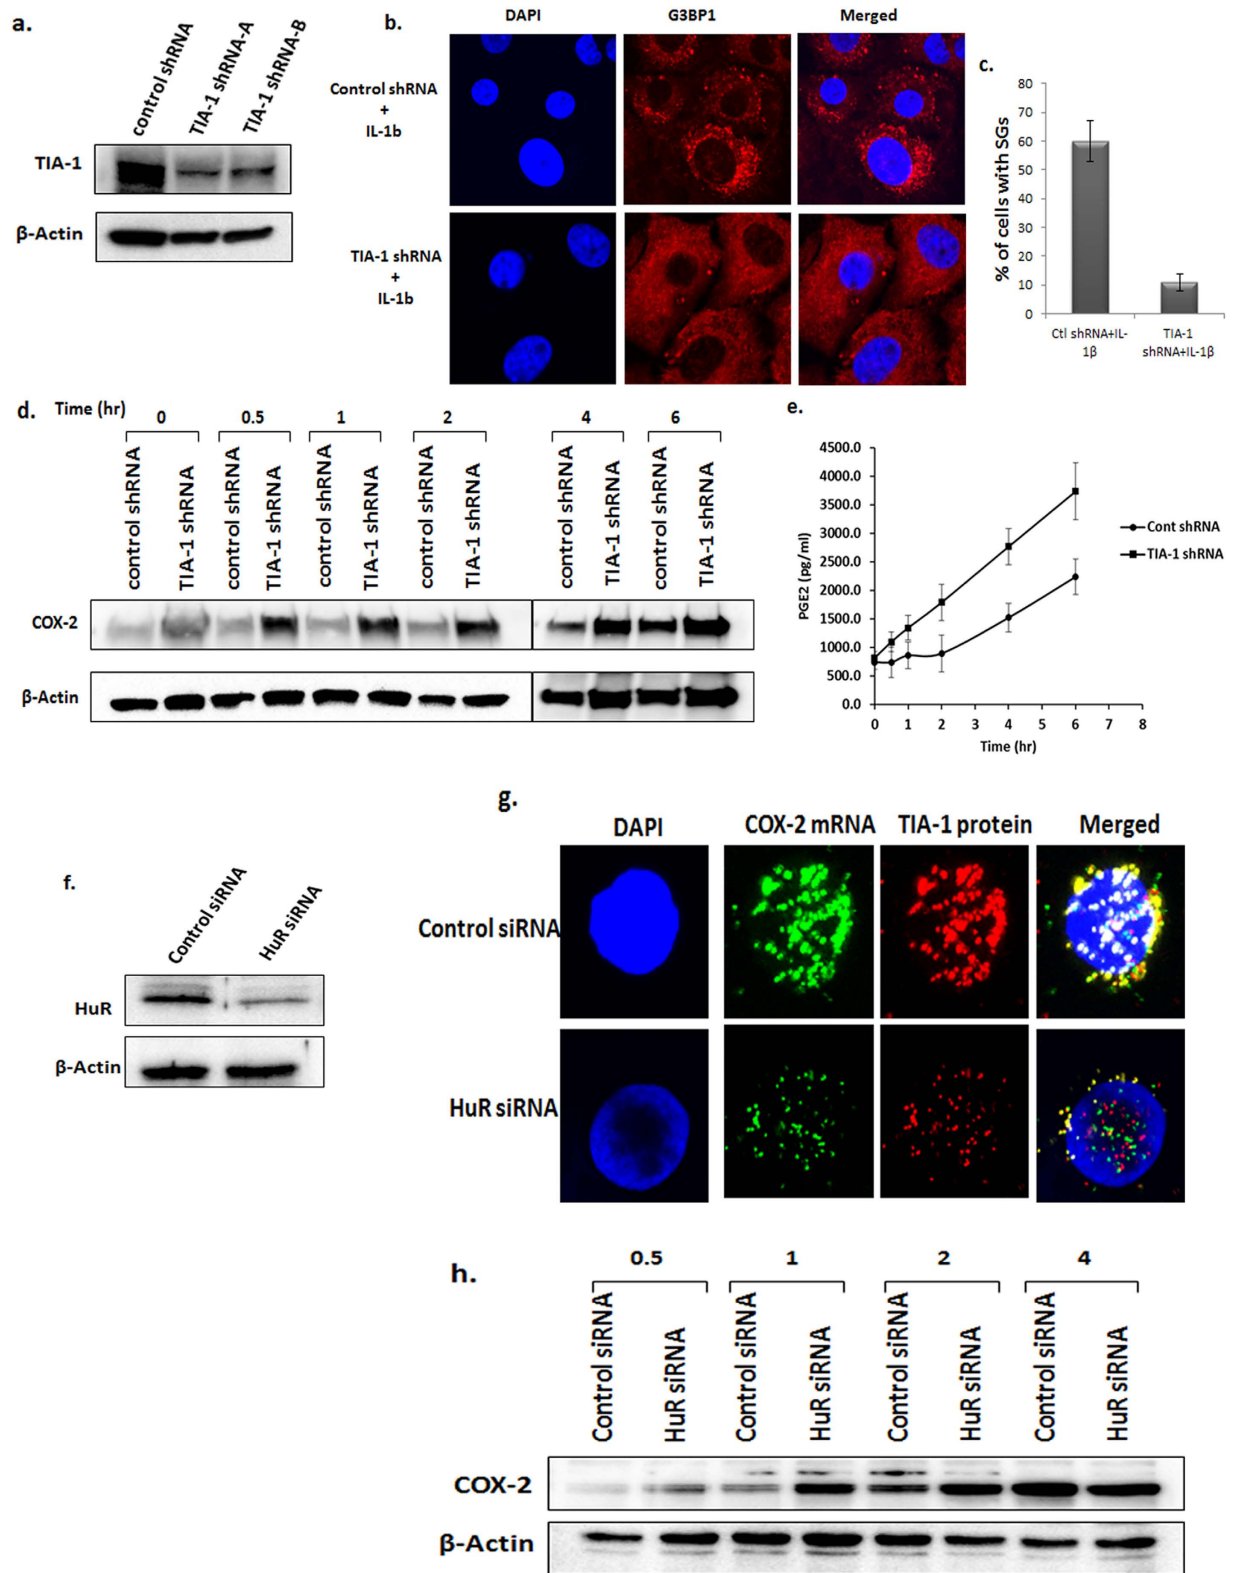 a.
control shRNA
TIA-1 shRNA-A
TIA-1 shRNA-B
TIA-1
β-Actin
b.
DAPI
G3BP1
Merged
Control shRNA
+
IL-1b
TIA-1 shRNA
+
IL-1b
c.
% of cells with SGs
80
70
60
50
40
30
20
10
0
Ctl shRNA+IL-
1β
TIA-1
shRNA+IL-1β
d.
Time (hr)
0
0.5
1
2
4
6
control shRNA
TIA-1 shRNA
control shRNA
TIA-1 shRNA
control shRNA
TIA-1 shRNA
control shRNA
TIA-1 shRNA
control shRNA
TIA-1 shRNA
control shRNA
TIA-1 shRNA
COX-2
β-Actin
e.
PGE2 (pg/ml)
4500.0
4000.0
3500.0
3000.0
2500.0
2000.0
1500.0
1000.0
500.0
0.0
0 1 2 3 4 5 6 7 8
Time (hr)
Cont shRNA
TIA-1 shRNA
f.
Control siRNA
HuR siRNA
HuR
β-Actin
g.
DAPI
COX-2 mRNA
TIA-1 protein
Merged
Control siRNA
HuR siRNA
h.
0.5
1
2
4
Control siRNA
HuR siRNA
Control siRNA
HuR siRNA
Control siRNA
HuR siRNA
Control siRNA
HuR siRNA
COX-2
β-Actin